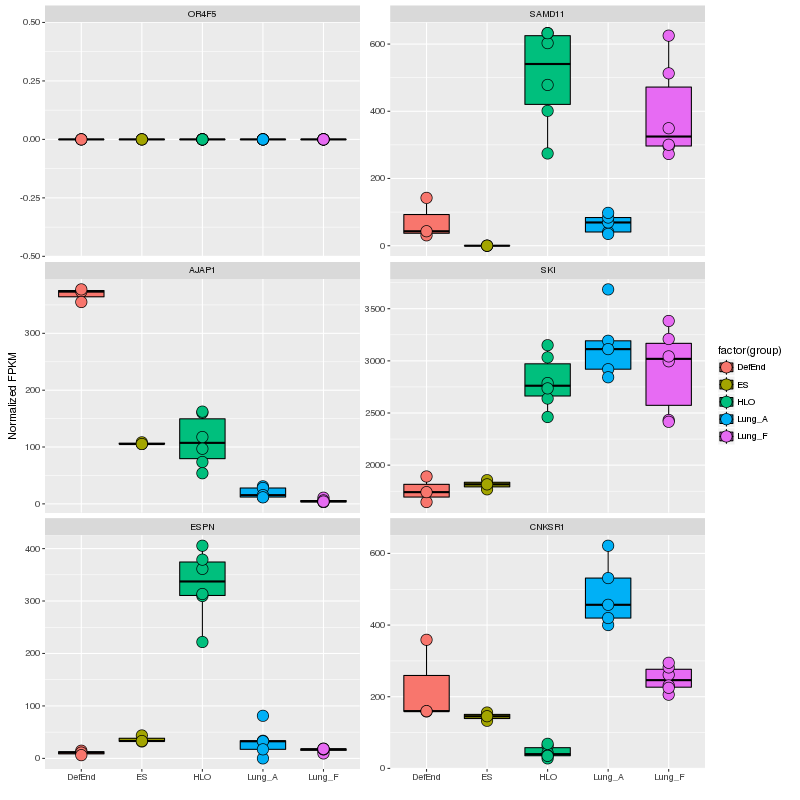 OR4F5
SAMD11
0.50
0.25
0.00
-0.25
-0.50
600
400
200
0
AJAP1
SKI
300
200
100
0
3500
3000
2500
2000
Normalized FPKM
factor(group)
DefEnd
ES
HLO
Lung_A
Lung_F
ESPN
CNKSR1
400
300
200
100
0
600
400
200
0
DefEnd ES HLO Lung_A Lung_F
DefEnd ES HLO Lung_A Lung_F